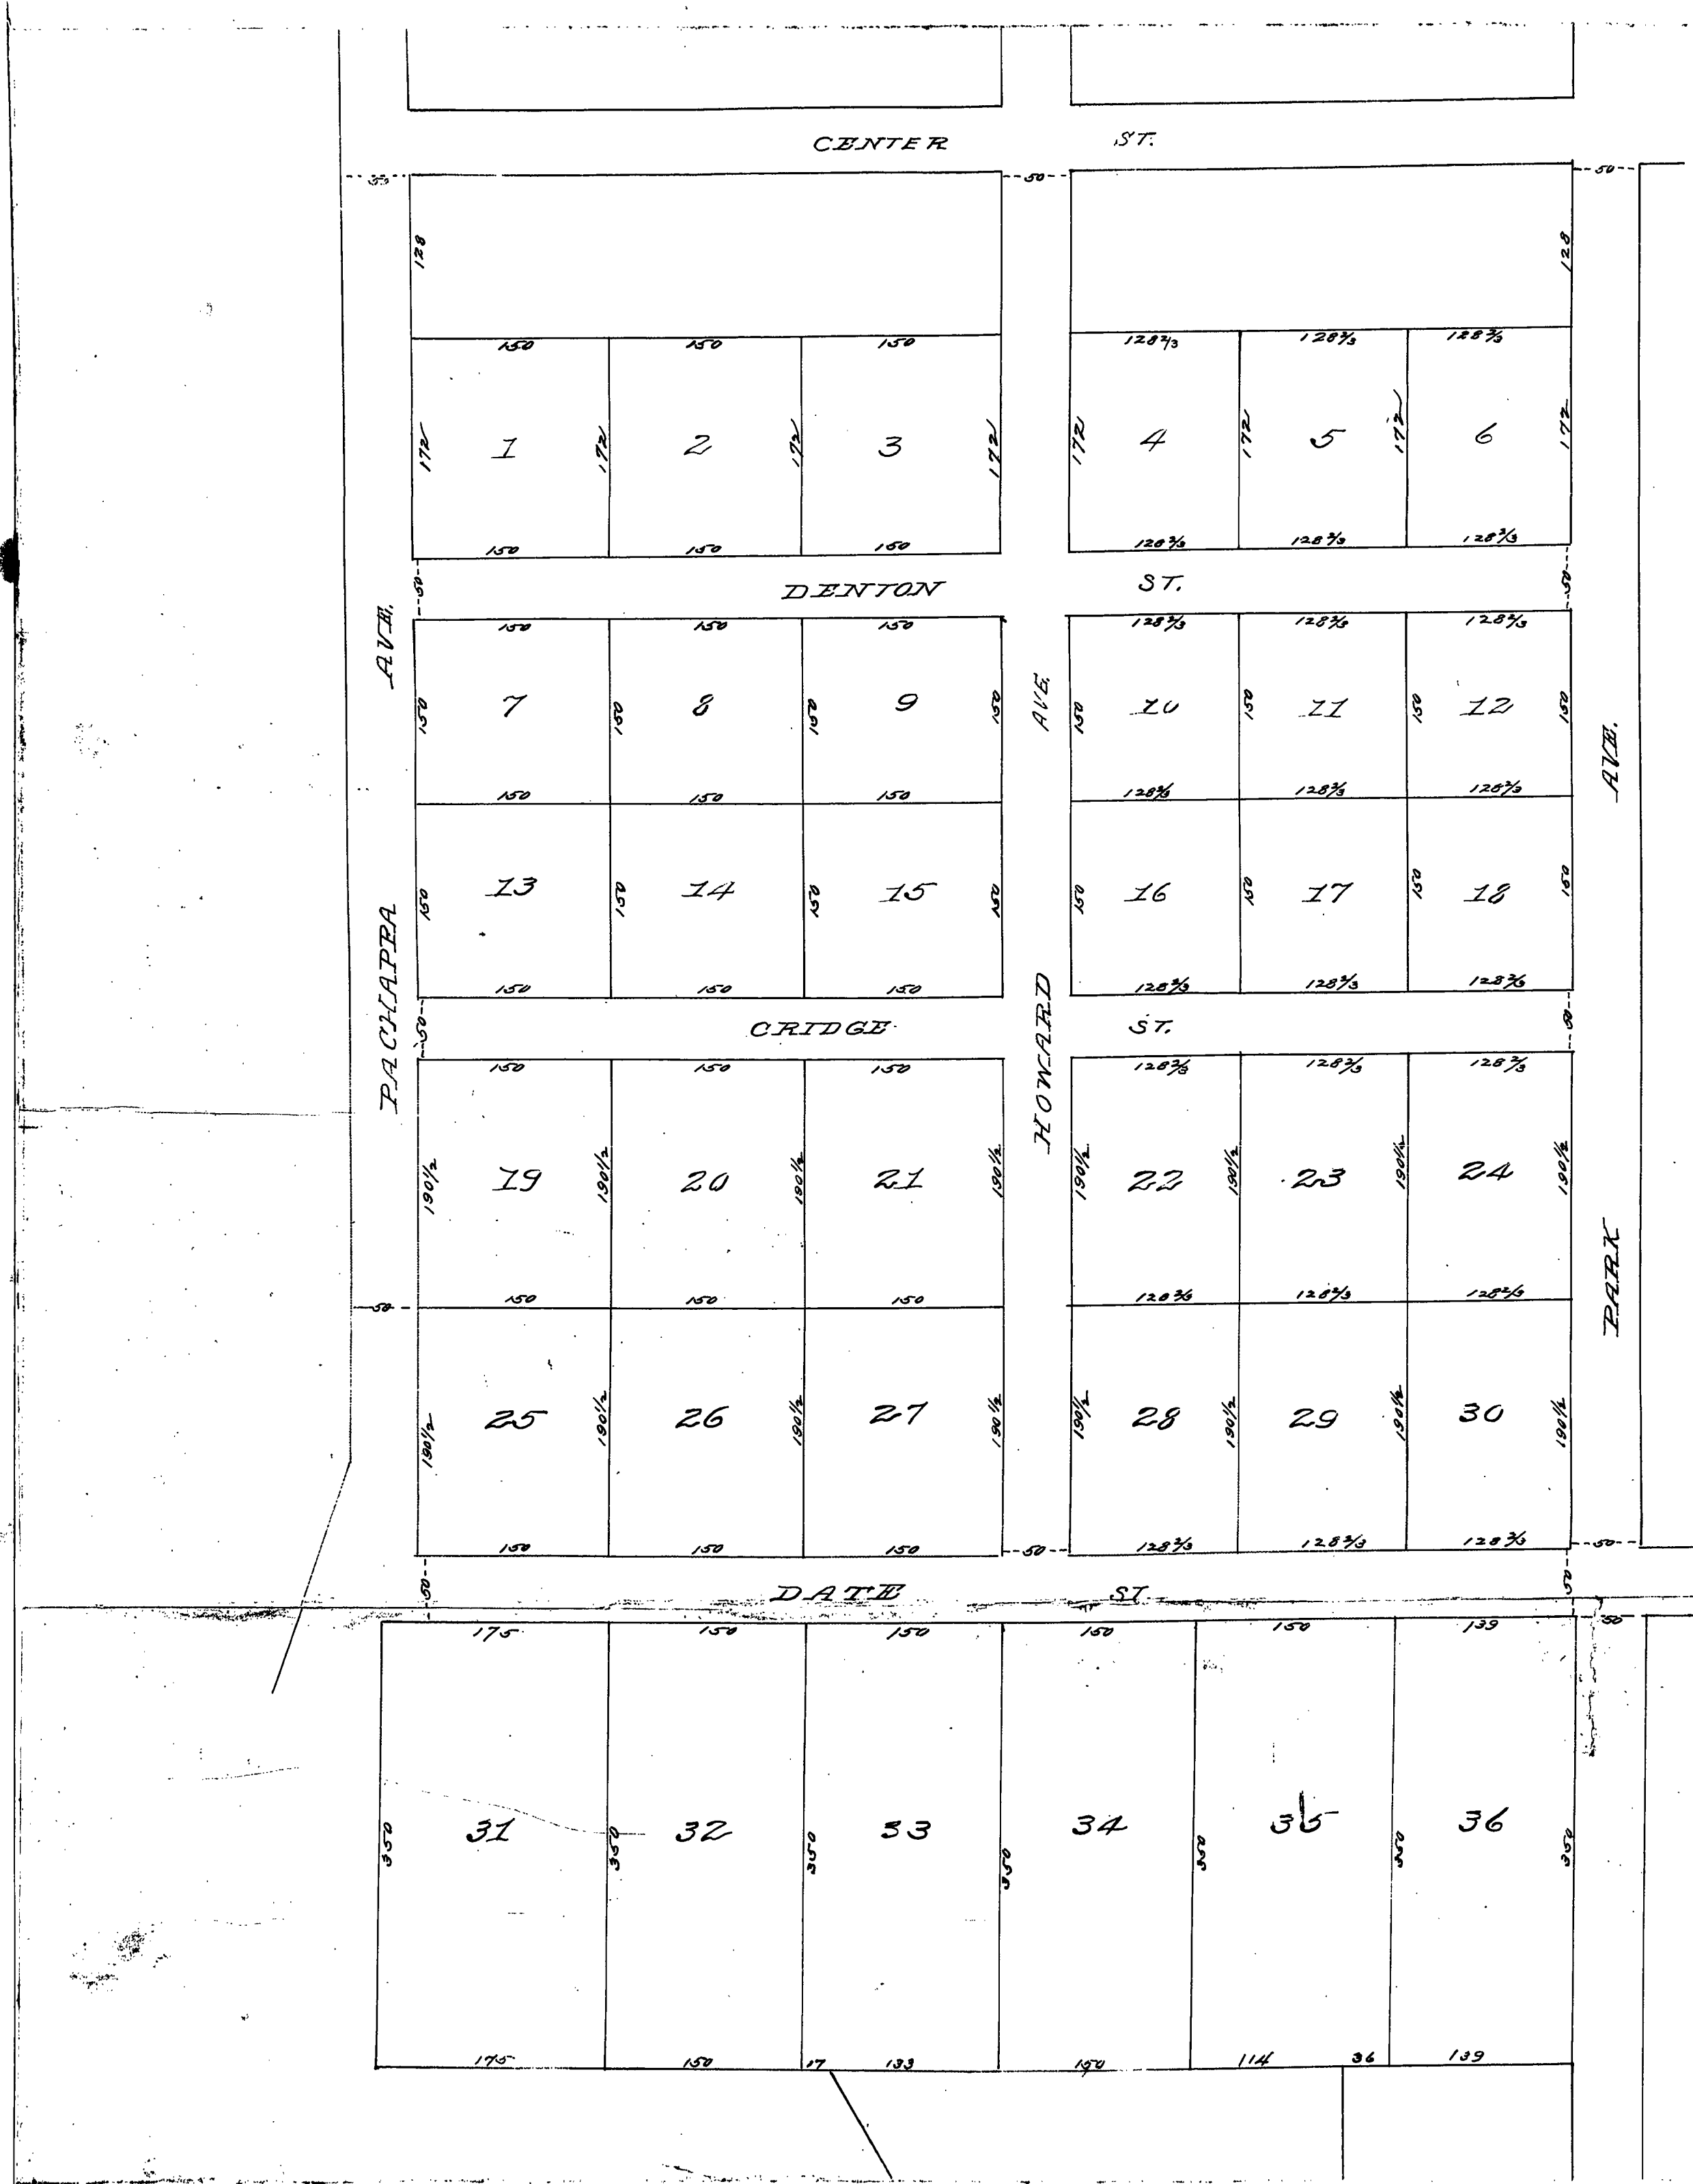 CENTER ST.
50 50 50
128 128
150 150 150 128⅔ 128⅔ 128⅔
172 1 172 2 172 3 172 172 4 172 5 172 6 172
150 150 150 128⅔ 128⅔ 128⅔
50 DENTON ST. 50
150 150 150 128⅔ 128⅔ 128⅔
150 7 150 8 150 9 150 150 10 150 11 150 12 150
150 150 150 128⅔ 128⅔ 128⅔
150 13 150 14 150 15 150 150 16 150 17 150 18 150
150 150 150 128⅔ 128⅔ 128⅔
50 CRIDGE ST. 50
150 150 150 128⅔ 128⅔ 128⅔
190½ 19 190½ 20 190½ 21 190½ 190½ 22 190½ 23 190½ 24 190½
50 150 150 150 128⅔ 128⅔ 128⅔
190½ 25 190½ 26 190½ 27 190½ 190½ 28 190½ 29 190½ 30 190½
150 150 150 50 128⅔ 128⅔ 128⅔ 50
50 DATE ST. 50
175 150 150 150 150 139 50
350 31 350 32 350 33 350 34 350 35 350 36 350
175 150 17 133 150 114 36 139
PACHAPPA AVE.
HOWARD AVE.
PARK AVE.